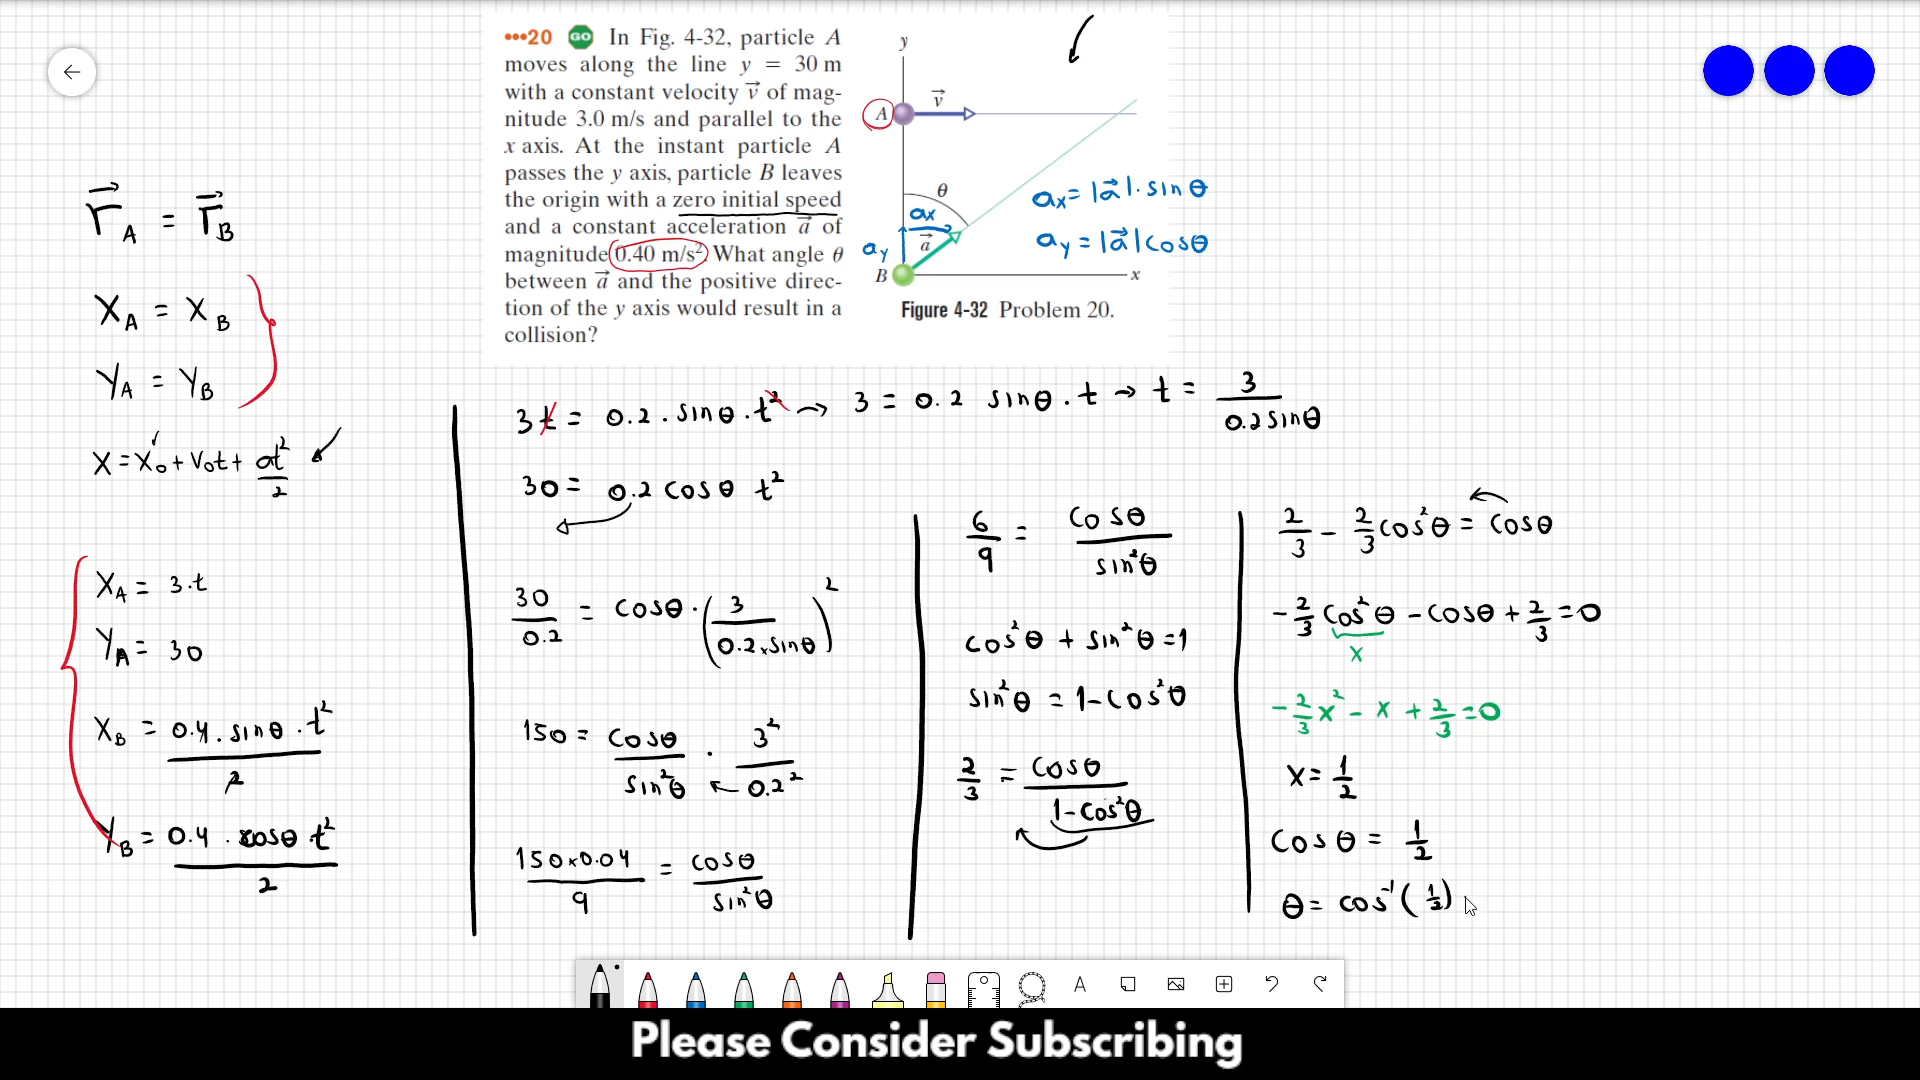 •••20 GO In Fig. 4-32, particle A
moves along the line y = 30 m
with a constant velocity v⃗ of mag-
nitude 3.0 m/s and parallel to the
x axis. At the instant particle A
passes the y axis, particle B leaves
the origin with a zero initial speed
and a constant acceleration a⃗ of
magnitude 0.40 m/s². What angle θ
between a⃗ and the positive direc-
tion of the y axis would result in a
collision?
y
A
v⃗
θ
ax
ay
a⃗
B
x
ax = |a⃗|·sinθ
ay = |a⃗|cosθ
Figure 4-32 Problem 20.
r⃗A = r⃗B
XA = XB
YA = YB
X = X₀ + V₀t + at²/2
XA = 3.t
YA = 30
XB = 0.4 . sinθ . t² / 2
YB = 0.4 . cosθ t² / 2
3t = 0.2 . sinθ . t² → 3 = 0.2 sinθ . t → t = 3 / 0.2sinθ
30 = 0.2 cosθ t²
30/0.2 = cosθ . (3 / 0.2 x sinθ)²
150 = cosθ / sin²θ . 3² / 0.2²
150x0.04 / 9 = cosθ / sin²θ
6/9 = cosθ / sin²θ
cos²θ + sin²θ = 1
sin²θ = 1 - cos²θ
2/3 = cosθ / 1 - cos²θ
2/3 - 2/3 cos²θ = cosθ
- 2/3 cos²θ - cosθ + 2/3 = 0
x
- 2/3 x² - x + 2/3 = 0
x = 1/2
cosθ = 1/2
θ = cos⁻¹(1/2)
A
Please Consider Subscribing